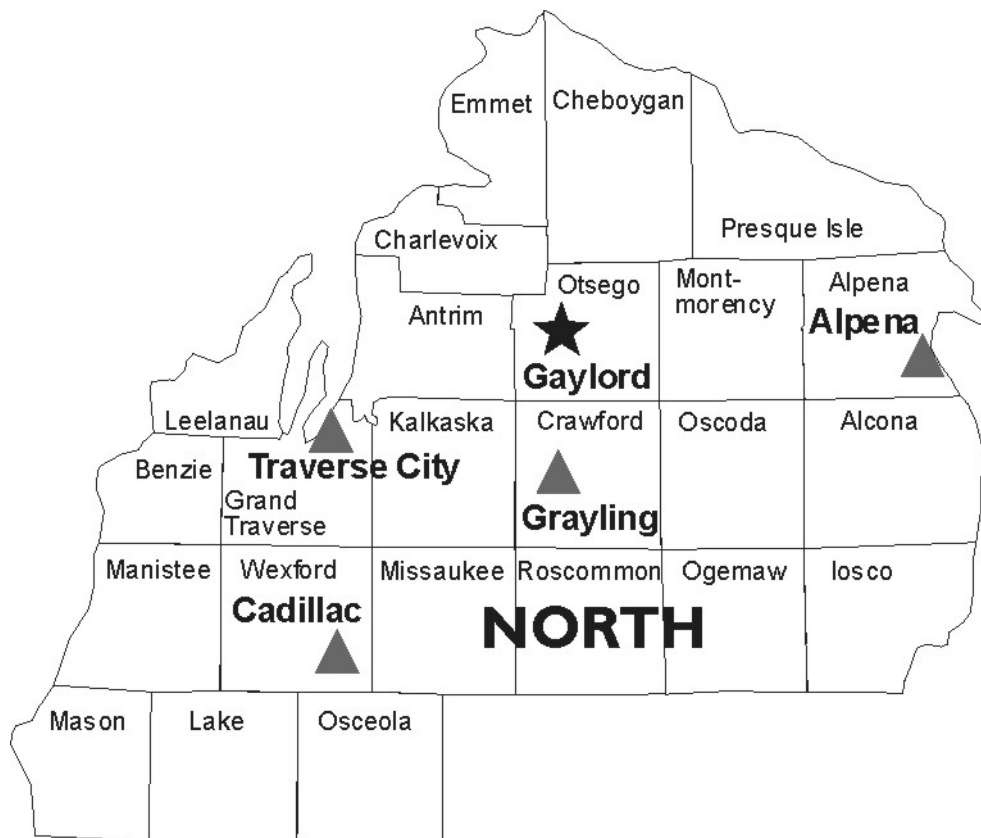 Emmet
Cheboygan
Presque Isle
Charlevoix
Otsego
Mont-
morency
Alpena
Antrim
Alpena
Gaylord
Leelanau
Kalkaska
Crawford
Oscoda
Alcona
Benzie
Traverse City
Grand
Traverse
Grayling
Manistee
Wexford
Missaukee
Roscommon
Ogemaw
Iosco
Cadillac
NORTH
Mason
Lake
Osceola